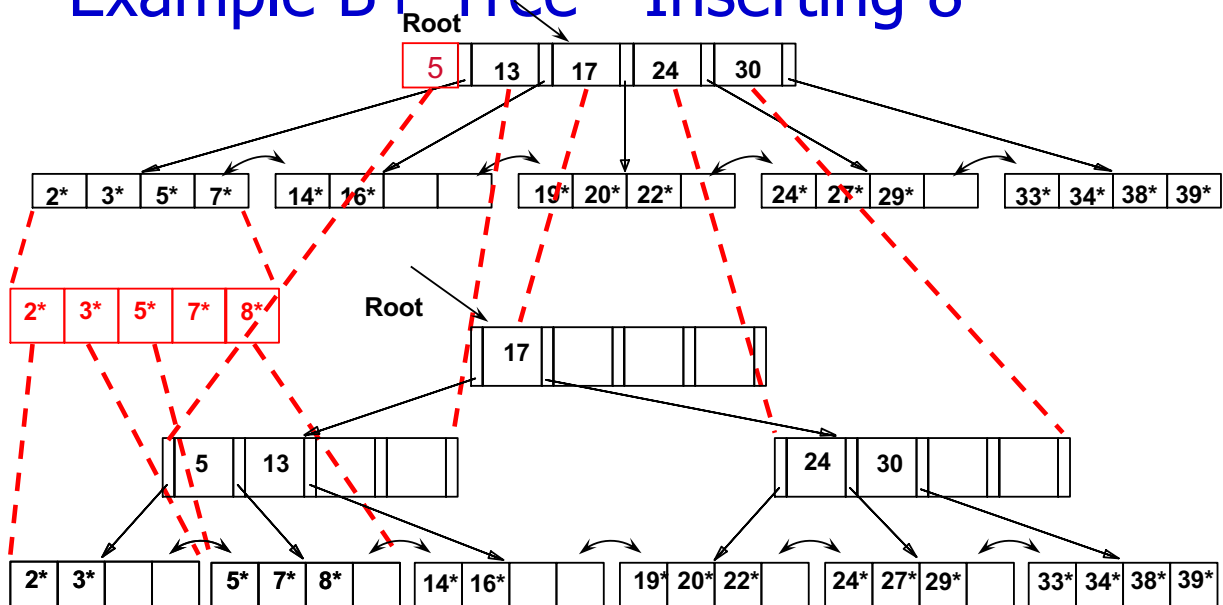 Example B+ Tree - Inserting 8*
Root
5 13 17 24 30
2* 3* 5* 7* 14* 16* 19* 20* 22* 24* 27* 29* 33* 34* 38* 39*
2* 3* 5* 7* 8*
Root
17
5 13 24 30
2* 3* 5* 7* 8* 14* 16* 19* 20* 22* 24* 27* 29* 33* 34* 38* 39*